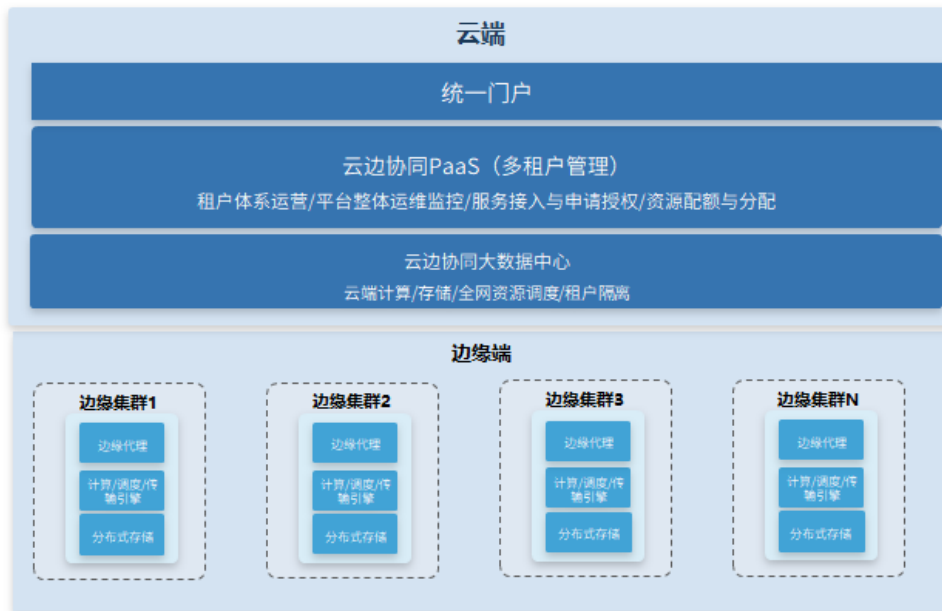 云端
统一门户
云边协同PaaS（多租户管理）
租户体系运营/平台整体运维监控/服务接入与申请授权/资源配额与分配
云边协同大数据中心
云端计算/存储/全网资源调度/租户隔离
边缘端
边缘集群1
边缘代理
计算/调度/传
输引擎
分布式存储
边缘集群2
边缘代理
计算/调度/传
输引擎
分布式存储
边缘集群3
边缘代理
计算/调度/传
输引擎
分布式存储
边缘集群N
边缘代理
计算/调度/传
输引擎
分布式存储